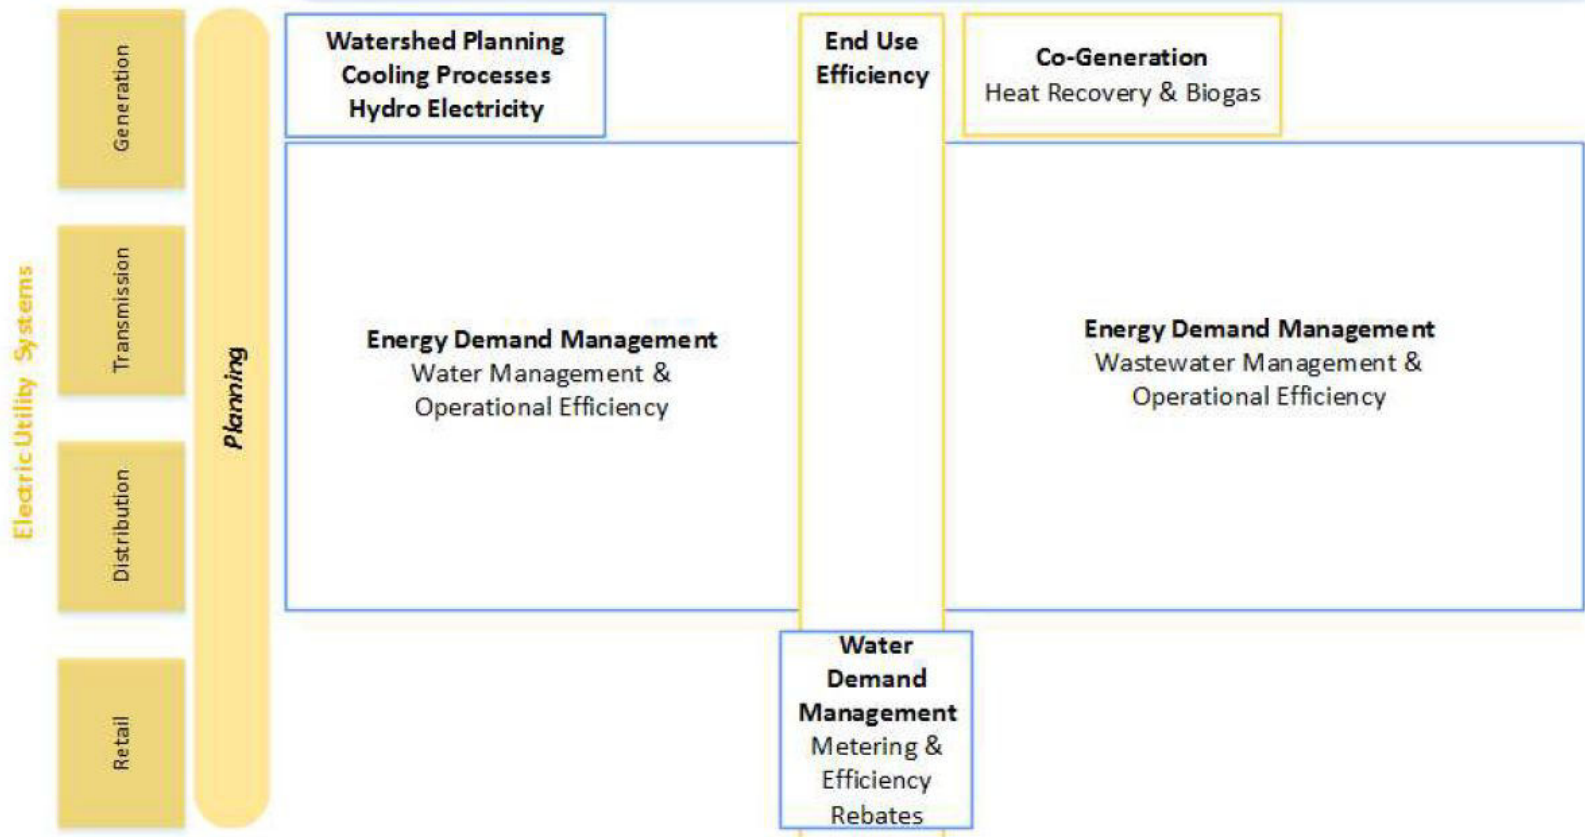 Electric Utility Systems
Generation
Transmission
Distribution
Retail
Planning
Watershed Planning
Cooling Processes
Hydro Electricity
End Use
Efficiency
Co-Generation
Heat Recovery & Biogas
Energy Demand Management
Water Management &
Operational Efficiency
Energy Demand Management
Wastewater Management &
Operational Efficiency
Water
Demand
Management
Metering &
Efficiency
Rebates